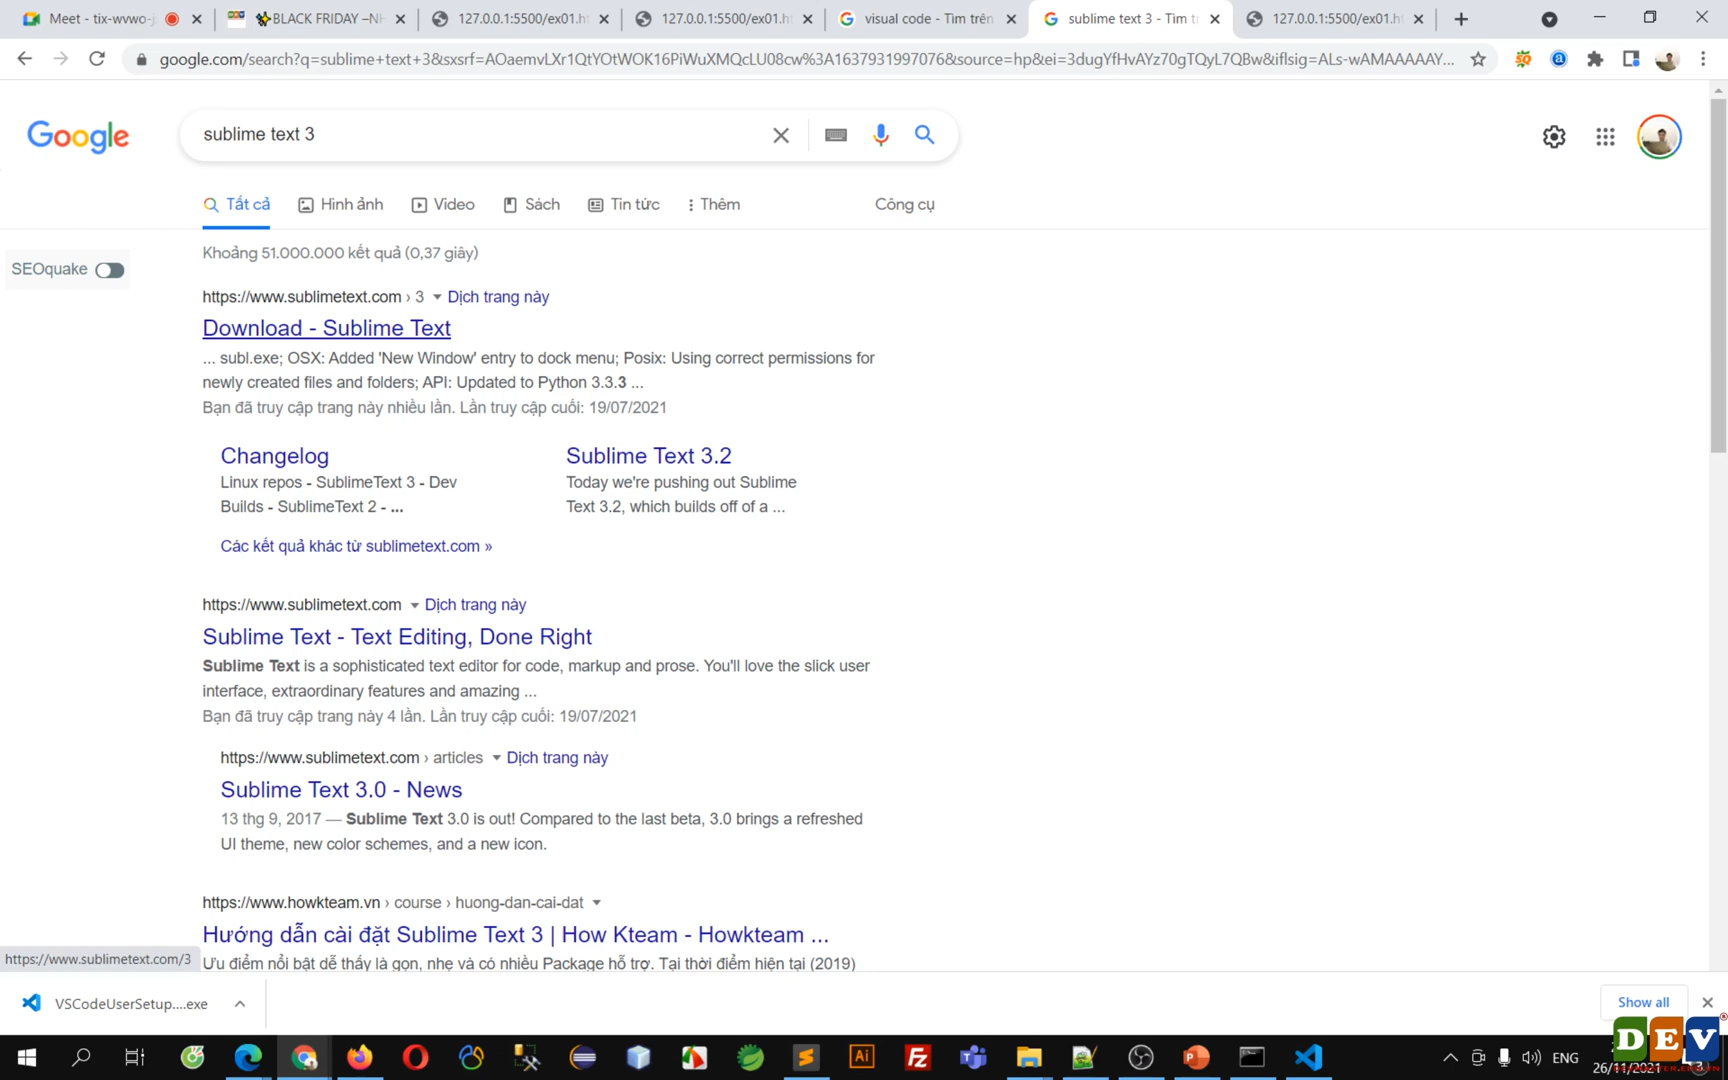 Meet - tix-wvwo-j
BLACK FRIDAY –NH
127.0.0.1:5500/ex01.h
127.0.0.1:5500/ex01.h
visual code - Tìm trên
sublime text 3 - Tìm tr
127.0.0.1:5500/ex01.h
google.com/search?q=sublime+text+3&sxsrf=AOaemvLXr1QtYOtWOK16PiWuXMQcLU08cw%3A1637931997076&source=hp&ei=3dugYfHvAYz70gTQyL7QBw&iflsig=ALs-wAMAAAAAY...
Google
sublime text 3
Tất cả
Hình ảnh
Video
Sách
Tin tức
Thêm
Công cụ
Khoảng 51.000.000 kết quả (0,37 giây)
SEOquake
https://www.sublimetext.com › 3 Dịch trang này
Download - Sublime Text
... subl.exe; OSX: Added 'New Window' entry to dock menu; Posix: Using correct permissions for
newly created files and folders; API: Updated to Python 3.3.3 ...
Bạn đã truy cập trang này nhiều lần. Lần truy cập cuối: 19/07/2021
Changelog
Linux repos - SublimeText 3 - Dev
Builds - SublimeText 2 - ...
Sublime Text 3.2
Today we're pushing out Sublime
Text 3.2, which builds off of a ...
Các kết quả khác từ sublimetext.com »
https://www.sublimetext.com Dịch trang này
Sublime Text - Text Editing, Done Right
Sublime Text is a sophisticated text editor for code, markup and prose. You'll love the slick user
interface, extraordinary features and amazing ...
Bạn đã truy cập trang này 4 lần. Lần truy cập cuối: 19/07/2021
https://www.sublimetext.com › articles Dịch trang này
Sublime Text 3.0 - News
13 thg 9, 2017 — Sublime Text 3.0 is out! Compared to the last beta, 3.0 brings a refreshed
UI theme, new color schemes, and a new icon.
https://www.howkteam.vn › course › huong-dan-cai-dat
Hướng dẫn cài đặt Sublime Text 3 | How Kteam - Howkteam ...
Ưu điểm nổi bật dễ thấy là gọn, nhẹ và có nhiều Package hỗ trợ. Tại thời điểm hiện tại (2019)
https://www.sublimetext.com/3
VSCodeUserSetup....exe
Show all
DEV
ENG
26/11/2021